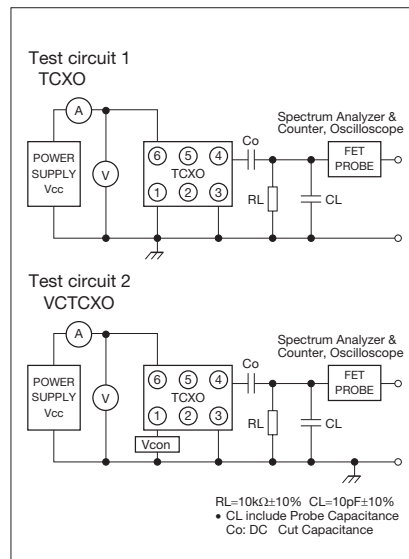 Test circuit 1
TCXO
A
Spectrum Analyzer &
Counter, Oscilloscope
Co
POWER
SUPPLY
Vcc
V
6 5 4
TCXO
1 2 3
RL
CL
FET
PROBE
Test circuit 2
VCTCXO
A
Spectrum Analyzer &
Counter, Oscilloscope
Co
POWER
SUPPLY
Vcc
V
6 5 4
TCXO
1 2 3
Vcon
RL
CL
FET
PROBE
RL=10kΩ±10% CL=10pF±10%
• CL include Probe Capacitance
Co: DC Cut Capacitance